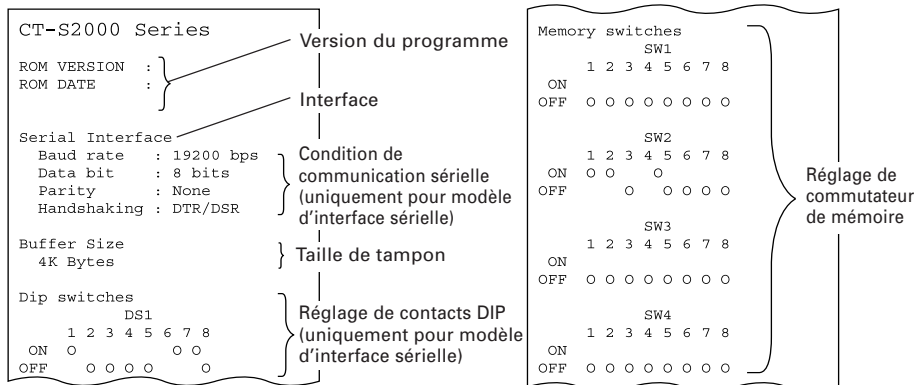 CT-S2000 Series
ROM VERSION :
ROM DATE :
Version du programme
Interface
Serial Interface
Baud rate : 19200 bps
Data bit : 8 bits
Parity : None
Handshaking : DTR/DSR
Condition de
communication sérielle
(uniquement pour modèle
d'interface sérielle)
Buffer Size
4K Bytes
Taille de tampon
Dip switches
DS1
1 2 3 4 5 6 7 8
ON O O O
OFF O O O O O
Réglage de contacts DIP
(uniquement pour modèle
d'interface sérielle)
Memory switches
SW1
1 2 3 4 5 6 7 8
ON
OFF O O O O O O O O
SW2
1 2 3 4 5 6 7 8
ON O O O
OFF O O O O O
SW3
1 2 3 4 5 6 7 8
ON
OFF O O O O O O O O
SW4
1 2 3 4 5 6 7 8
ON
OFF O O O O O O O O
Réglage de
commutateur
de mémoire